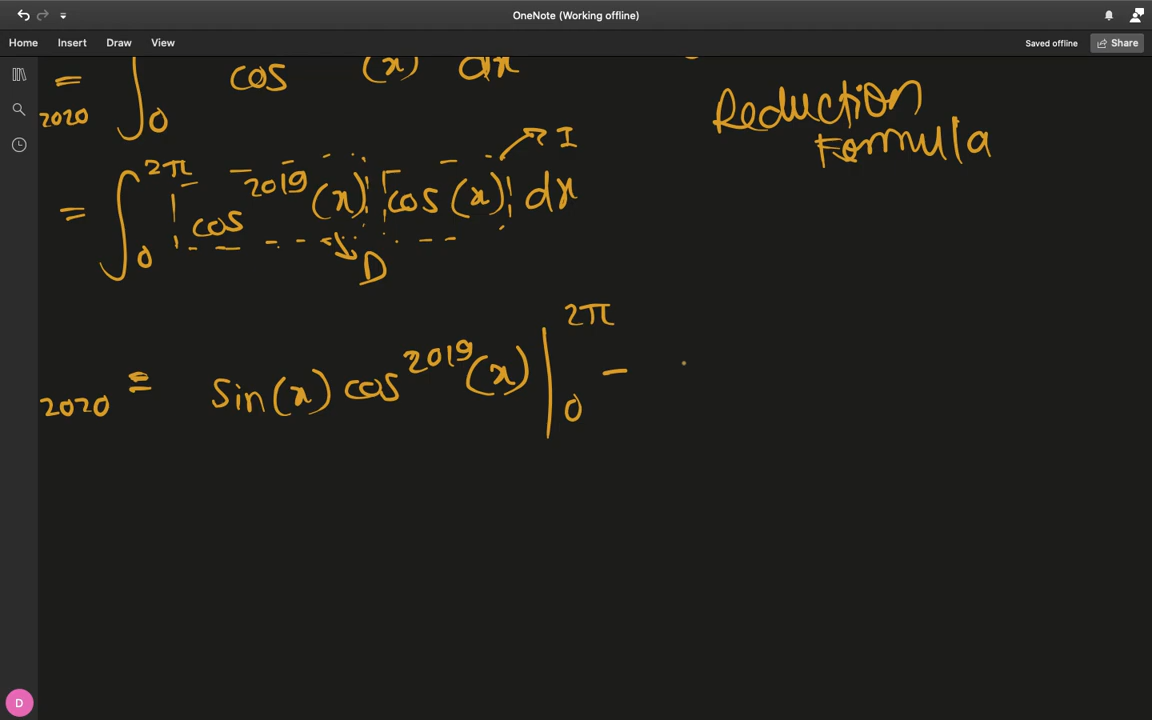 OneNote (Working offline)
Home Insert Draw View
Saved offline Share
= ∫ cos (x) dx
2020 0
Reduction
Formula
I
= ∫₀^2π cos^2019 (x) cos (x) dx
D
2020 = sin(x) cos^2019 (x) |₀^2π -
D